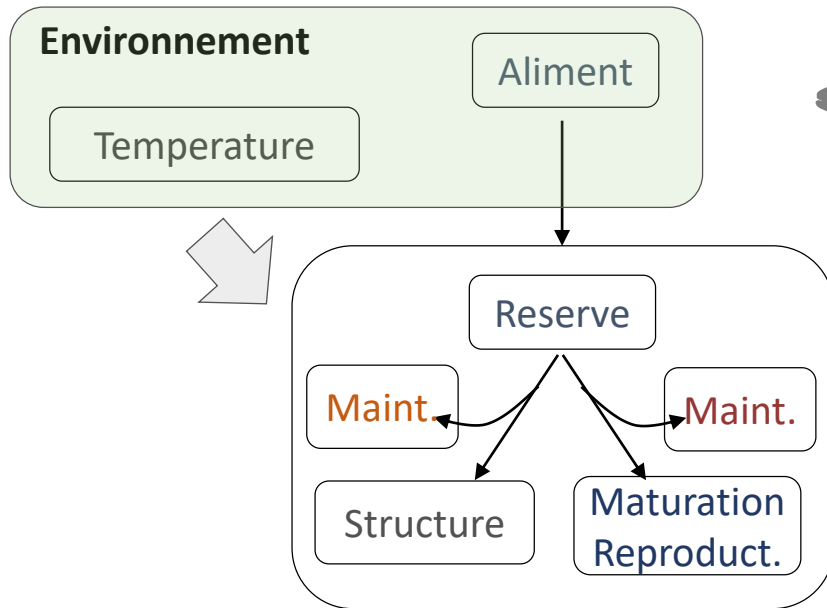 Environnement
Aliment
Temperature
Reserve
Maint.
Maint.
Structure
Maturation
Reproduct.